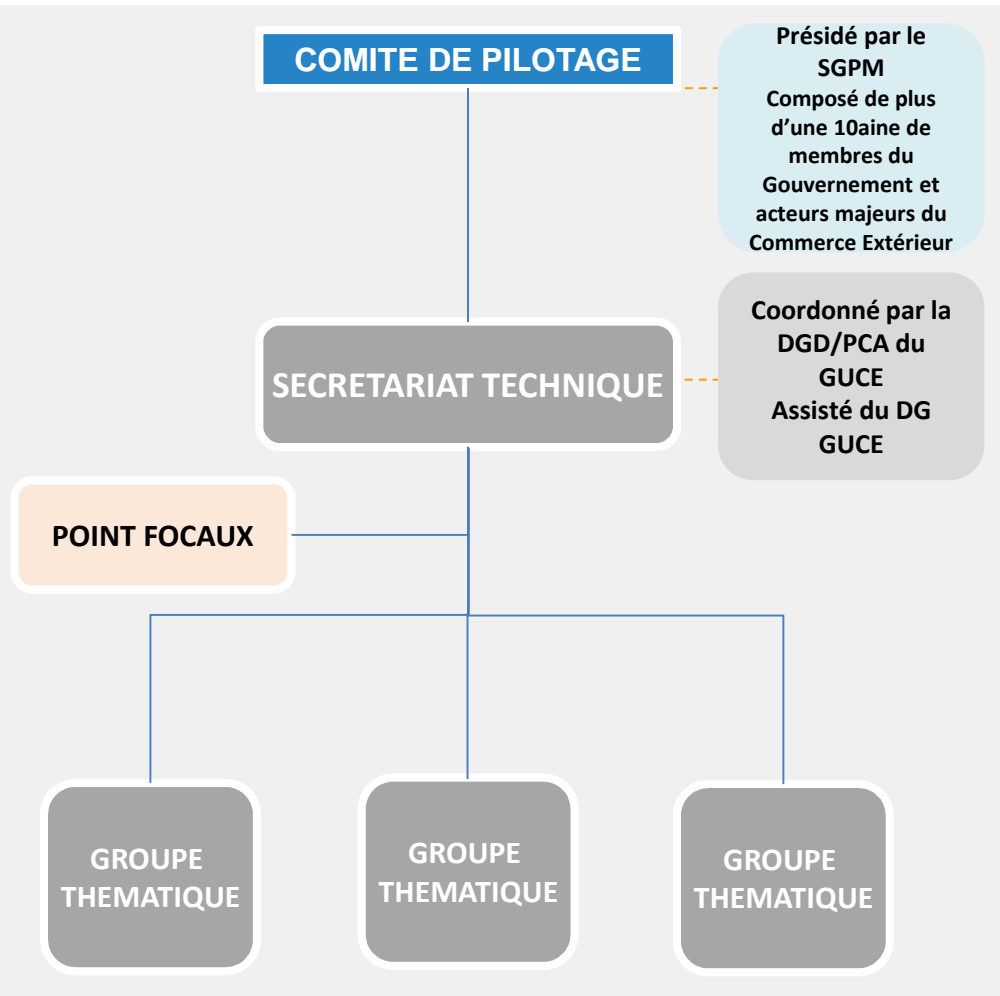 COMITE DE PILOTAGE
Présidé par le
SGPM
Composé de plus
d’une 10aine de
membres du
Gouvernement et
acteurs majeurs du
Commerce Extérieur
SECRETARIAT TECHNIQUE
Coordonné par la
DGD/PCA du
GUCE
Assisté du DG
GUCE
POINT FOCAUX
GROUPE
THEMATIQUE
GROUPE
THEMATIQUE
GROUPE
THEMATIQUE